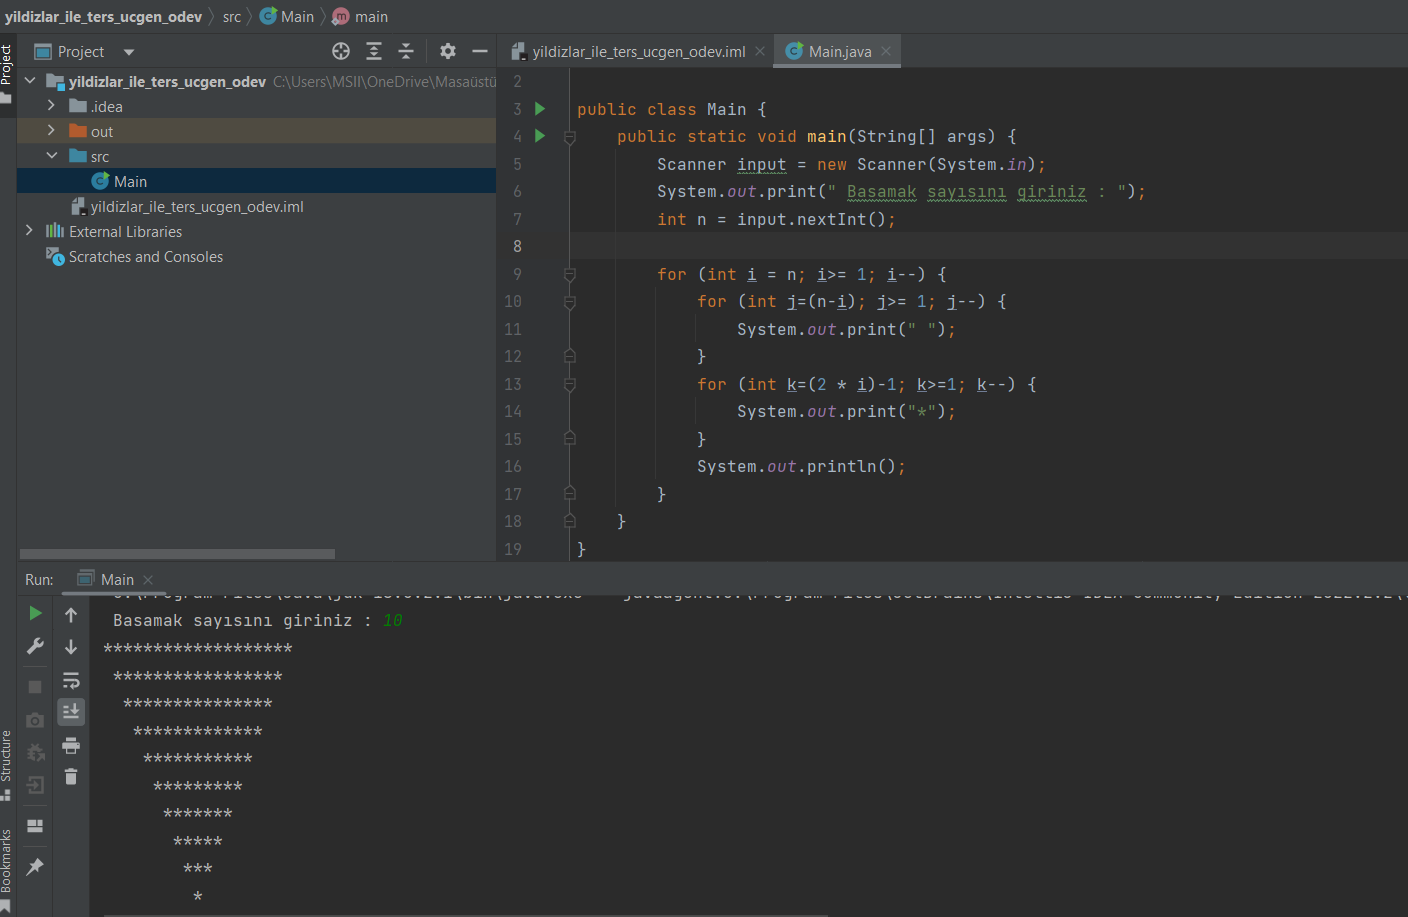 yildizlar_ile_ters_ucgen_odev src Main main
Project
Project
yildizlar_ile_ters_ucgen_odev.iml
Main.java
yildizlar_ile_ters_ucgen_odev C:\Users\MSII\OneDrive\Masaüstü
.idea
out
src
Main
yildizlar_ile_ters_ucgen_odev.iml
External Libraries
Scratches and Consoles
2
3 public class Main {
4 public static void main(String[] args) {
5 Scanner input = new Scanner(System.in);
6 System.out.print(" Basamak sayısını giriniz : ");
7 int n = input.nextInt();
8
9 for (int i = n; i>= 1; i--) {
10 for (int j=(n-i); j>= 1; j--) {
11 System.out.print(" ");
12 }
13 for (int k=(2 * i)-1; k>=1; k--) {
14 System.out.print("*");
15 }
16 System.out.println();
17 }
18 }
19 }
Run: Main
Basamak sayısını giriniz : 10
*******************
*****************
***************
*************
***********
*********
*******
*****
***
*
Structure
Bookmarks